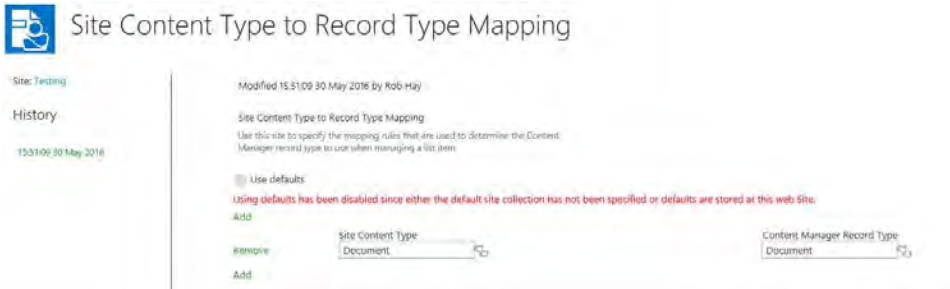 Site Content Type to Record Type Mapping
Site: Testing
History
15:51:09 30 May 2016
Modified 15:51:09 30 May 2016 by Rob Hay
Site Content Type to Record Type Mapping
Use this site to specify the mapping rules that are used to determine the Content
Manager record type to use when managing a list item
Use defaults
Using defaults has been disabled since either the default site collection has not been specified or defaults are stored at this web Site.
Add
Site Content Type
Content Manager Record Type
Remove
Document
Document
Add